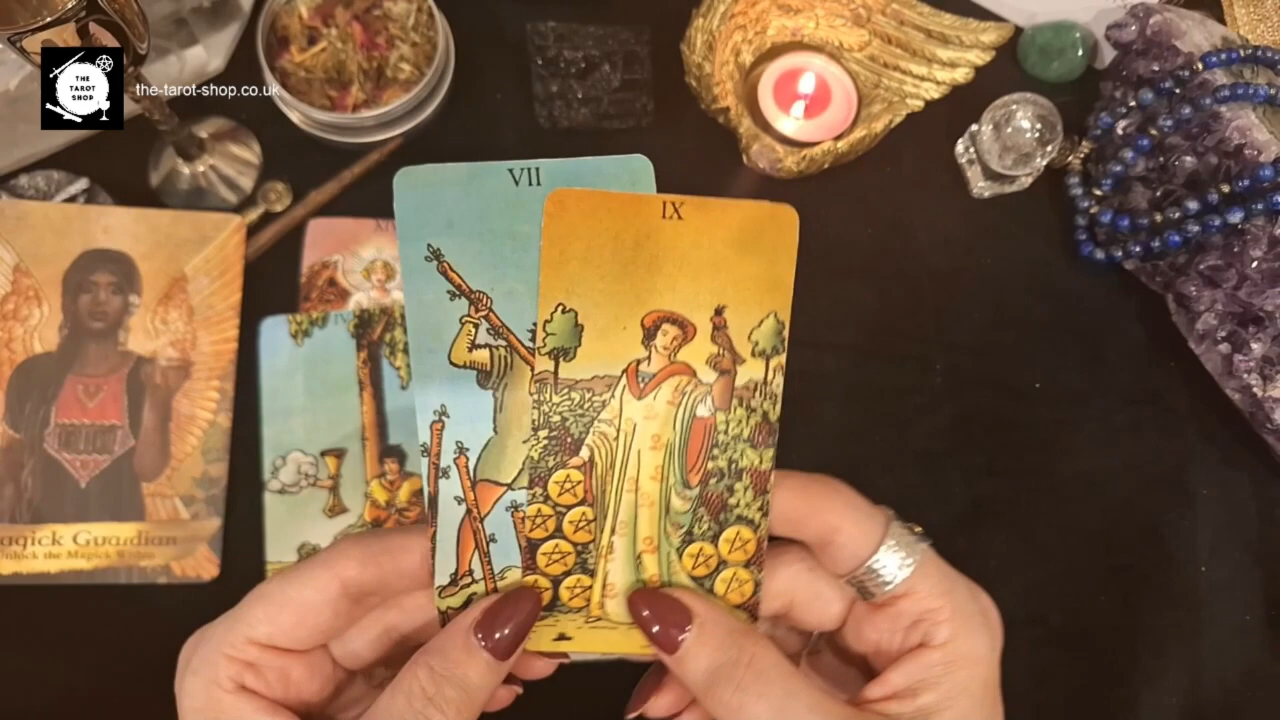 THE
TAROT
SHOP
the-tarot-shop.co.uk
VII
IX
agick Guardian
Unlock the Magick Within